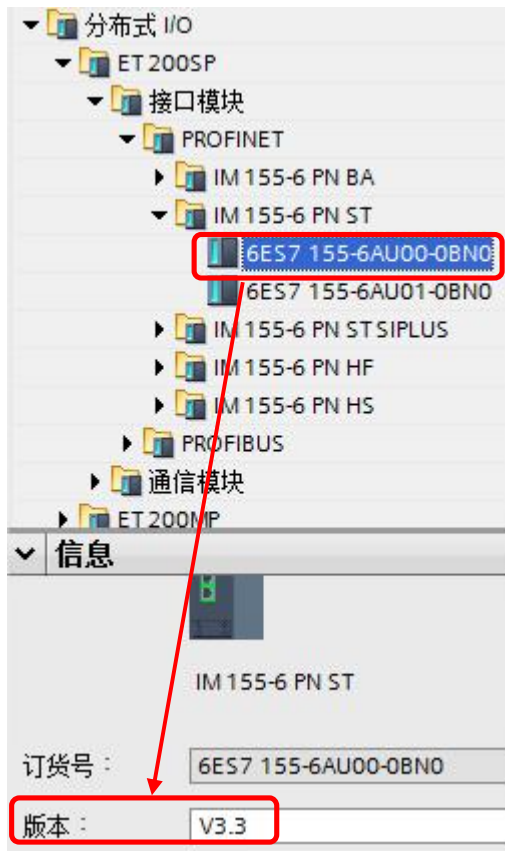 分布式 I/O
ET 200SP
接口模块
PROFINET
IM 155-6 PN BA
IM 155-6 PN ST
6ES7 155-6AU00-0BN0
6ES7 155-6AU01-0BN0
IM 155-6 PN ST SIPLUS
IM 155-6 PN HF
IM 155-6 PN HS
PROFIBUS
通信模块
ET 200MP
信息
IM 155-6 PN ST
订货号： 6ES7 155-6AU00-0BN0
版本： V3.3